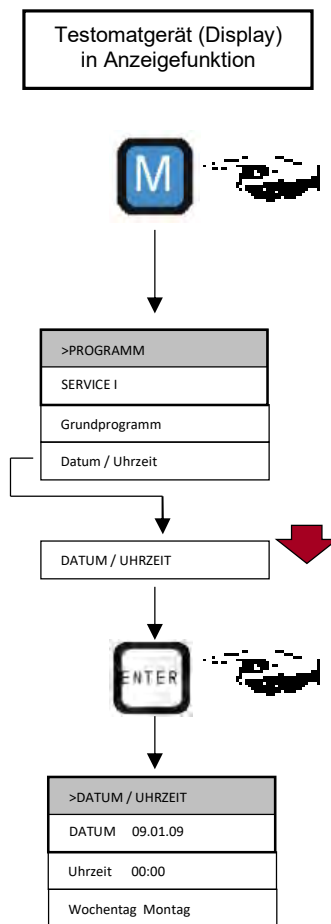 Testomatgerät (Display)
in Anzeigefunktion
M
>PROGRAMM
SERVICE I
Grundprogramm
Datum / Uhrzeit
DATUM / UHRZEIT
ENTER
>DATUM / UHRZEIT
DATUM 09.01.09
Uhrzeit 00:00
Wochentag Montag